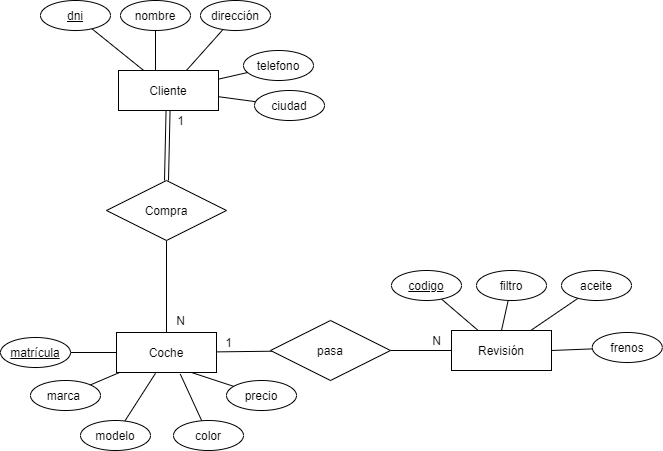 dni
nombre
dirección
telefono
Cliente
ciudad
1
Compra
codigo
filtro
aceite
N
1
N
matrícula
Coche
pasa
Revisión
frenos
marca
precio
modelo
color